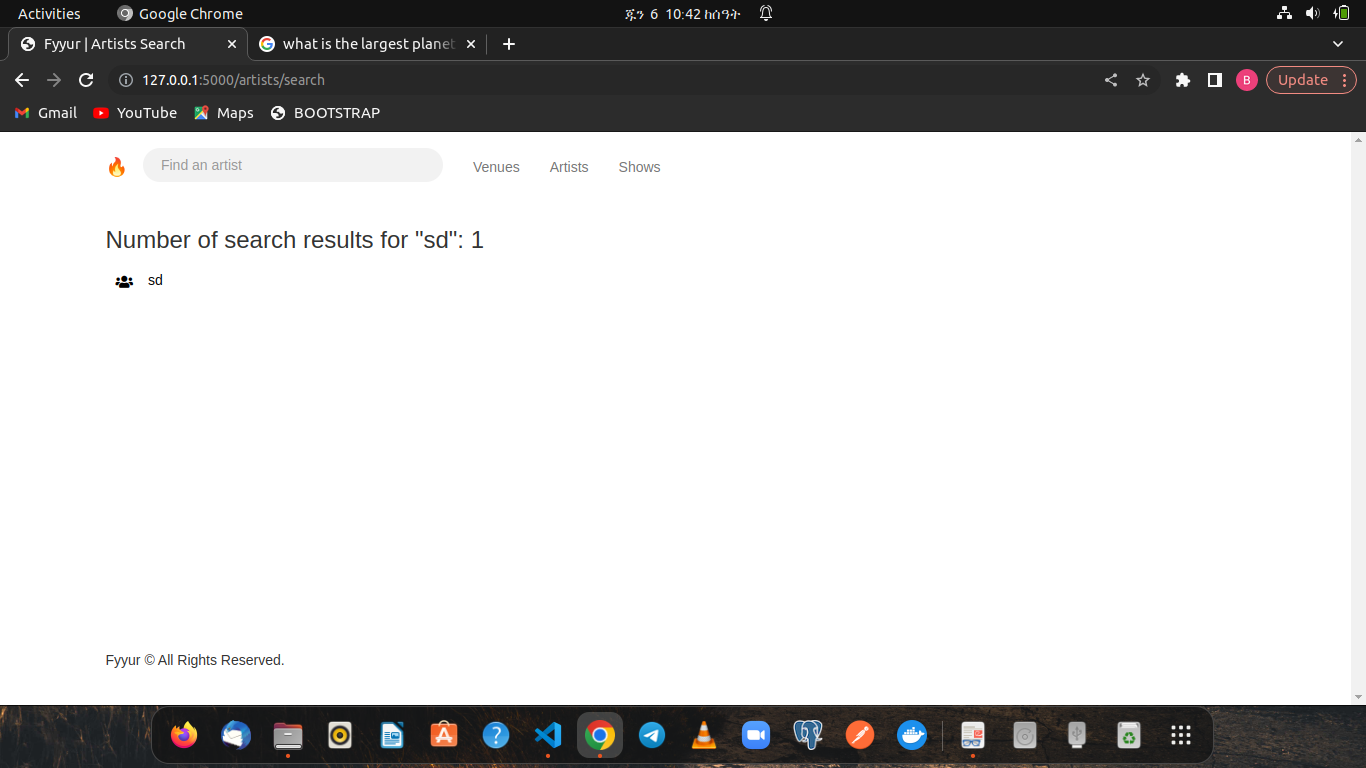 Activities Google Chrome ጁን 6 10:42 ከሰዓት
Fyyur | Artists Search what is the largest planet
127.0.0.1:5000/artists/search B Update
Gmail YouTube Maps BOOTSTRAP
Find an artist Venues Artists Shows
Number of search results for "sd": 1
sd
Fyyur © All Rights Reserved.